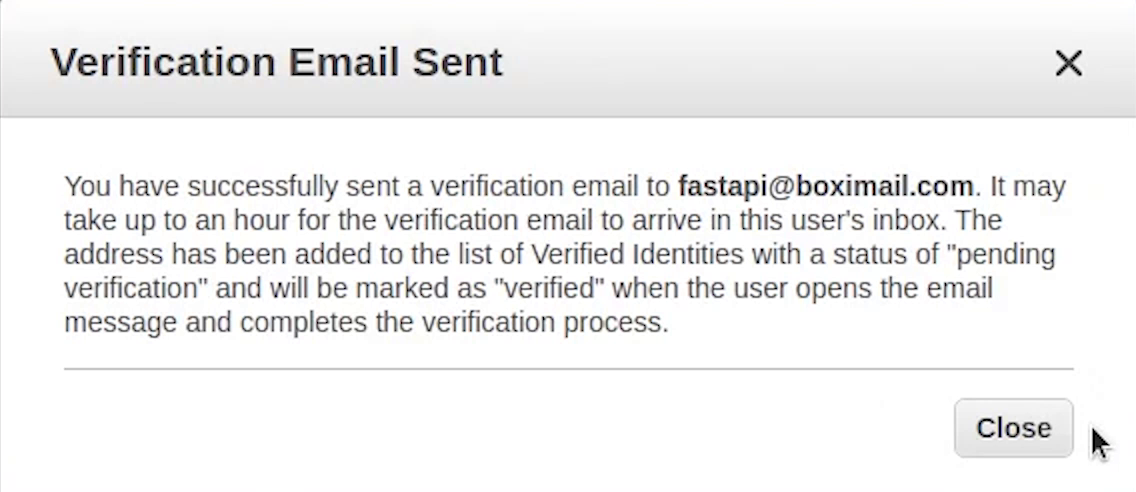 Verification Email Sent
You have successfully sent a verification email to fastapi@boximail.com. It may
take up to an hour for the verification email to arrive in this user's inbox. The
address has been added to the list of Verified Identities with a status of "pending
verification" and will be marked as "verified" when the user opens the email
message and completes the verification process.
Close